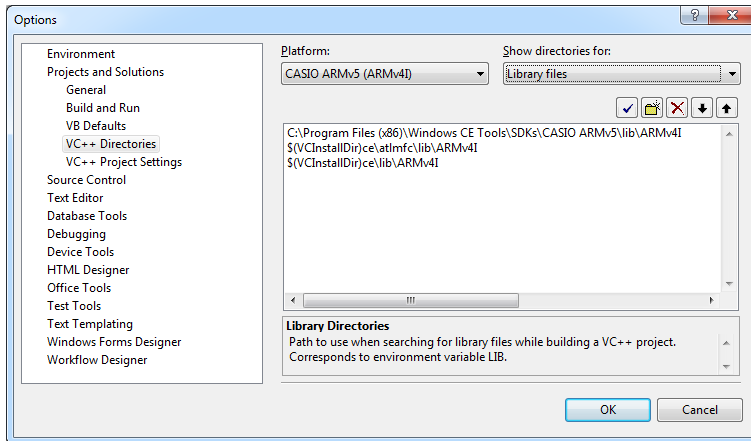 Options
Environment
Projects and Solutions
General
Build and Run
VB Defaults
VC++ Directories
VC++ Project Settings
Source Control
Text Editor
Database Tools
Debugging
Device Tools
HTML Designer
Office Tools
Test Tools
Text Templating
Windows Forms Designer
Workflow Designer
Platform:
CASIO ARMv5 (ARMv4I)
Show directories for:
Library files
C:\Program Files (x86)\Windows CE Tools\SDKs\CASIO ARMv5\lib\ARMv4I
$(VCInstallDir)ce\atlmfc\lib\ARMv4I
$(VCInstallDir)ce\lib\ARMv4I
Library Directories
Path to use when searching for library files while building a VC++ project.
Corresponds to environment variable LIB.
OK
Cancel